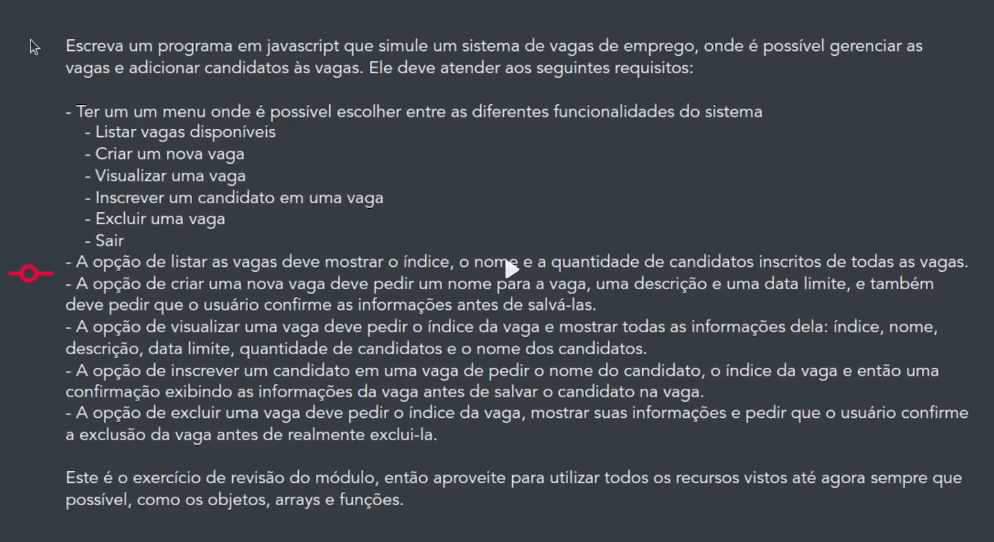 Escreva um programa em javascript que simule um sistema de vagas de emprego, onde é possível gerenciar as
vagas e adicionar candidatos às vagas. Ele deve atender aos seguintes requisitos:
- Ter um um menu onde é possível escolher entre as diferentes funcionalidades do sistema
- Listar vagas disponíveis
- Criar um nova vaga
- Visualizar uma vaga
- Inscrever um candidato em uma vaga
- Excluir uma vaga
- Sair
- A opção de listar as vagas deve mostrar o índice, o nome e a quantidade de candidatos inscritos de todas as vagas.
- A opção de criar uma nova vaga deve pedir um nome para a vaga, uma descrição e uma data limite, e também
deve pedir que o usuário confirme as informações antes de salvá-las.
- A opção de visualizar uma vaga deve pedir o índice da vaga e mostrar todas as informações dela: índice, nome,
descrição, data limite, quantidade de candidatos e o nome dos candidatos.
- A opção de inscrever um candidato em uma vaga de pedir o nome do candidato, o índice da vaga e então uma
confirmação exibindo as informações da vaga antes de salvar o candidato na vaga.
- A opção de excluir uma vaga deve pedir o índice da vaga, mostrar suas informações e pedir que o usuário confirme
a exclusão da vaga antes de realmente exclui-la.
Este é o exercício de revisão do módulo, então aproveite para utilizar todos os recursos vistos até agora sempre que
possível, como os objetos, arrays e funções.